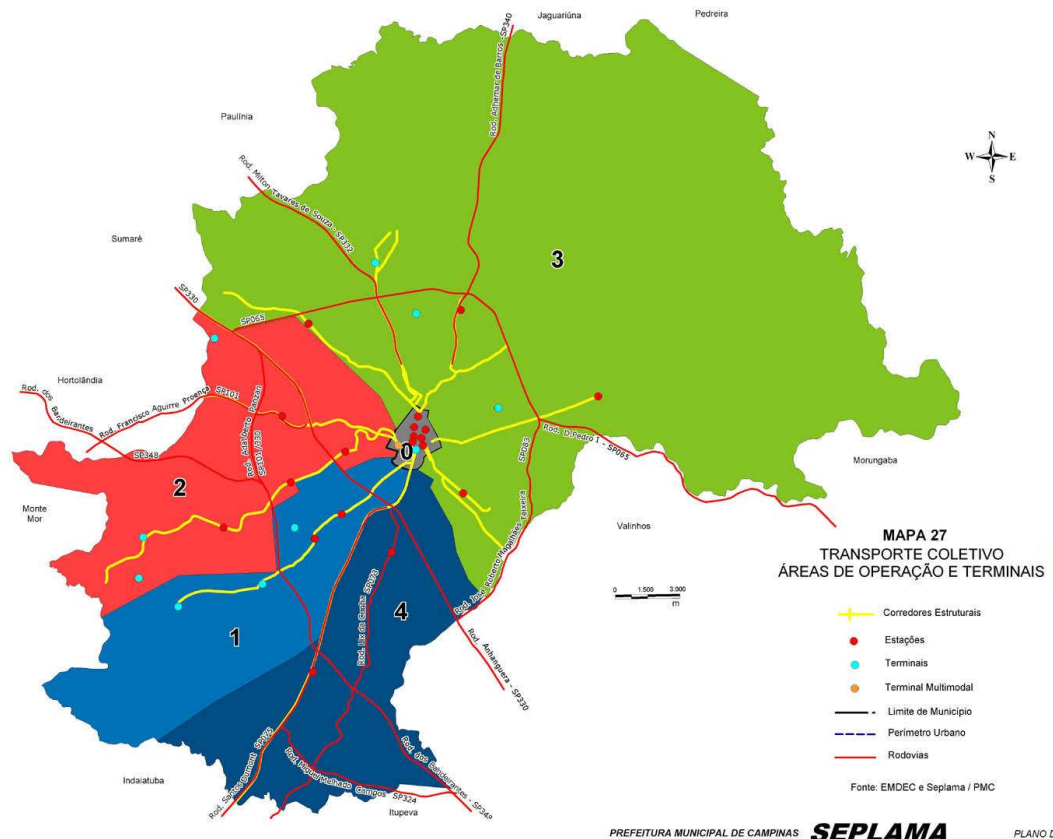 Jaguariúna
Pedreira
Rod. Adhemar de Barros - SP340
Paulínia
N
W E
S
Rod. Milton Tavares de Souza - SP332
Sumaré
3
SP330
SP065
Hortolândia
Rod. dos Bandeirantes
Rod. Francisco Aguirre Proença
SP101
Rod. Adalberto Panzan
SP348
0
SP083
Rod. D.Pedro I - SP065
Morungaba
2
Monte
Mor
Rod. José Roberto Magalhães Teixeira
Valinhos
MAPA 27
TRANSPORTE COLETIVO
ÁREAS DE OPERAÇÃO E TERMINAIS
0 1.500 3.000
m
4
1
Rod. Lix da Cunha SP073
Rod. Anhanguera - SP330
Corredores Estruturais
Estações
Terminais
Terminal Multimodal
Limite de Município
Perímetro Urbano
Rodovias
Rod. Santos Dumont
Rod. Miguel Melhado Campos SP324
Rod. dos Bandeirantes - SP348
Indaiatuba
Itupeva
Fonte: EMDEC e Seplama / PMC
PREFEITURA MUNICIPAL DE CAMPINAS SEPLAMA PLANO D